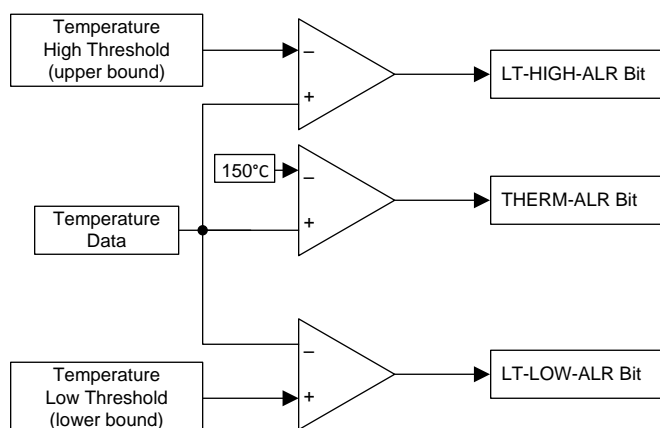 Temperature
High Threshold
(upper bound)
−
+
LT-HIGH-ALR Bit
150°C
−
+
THERM-ALR Bit
Temperature
Data
−
+
LT-LOW-ALR Bit
Temperature
Low Threshold
(lower bound)